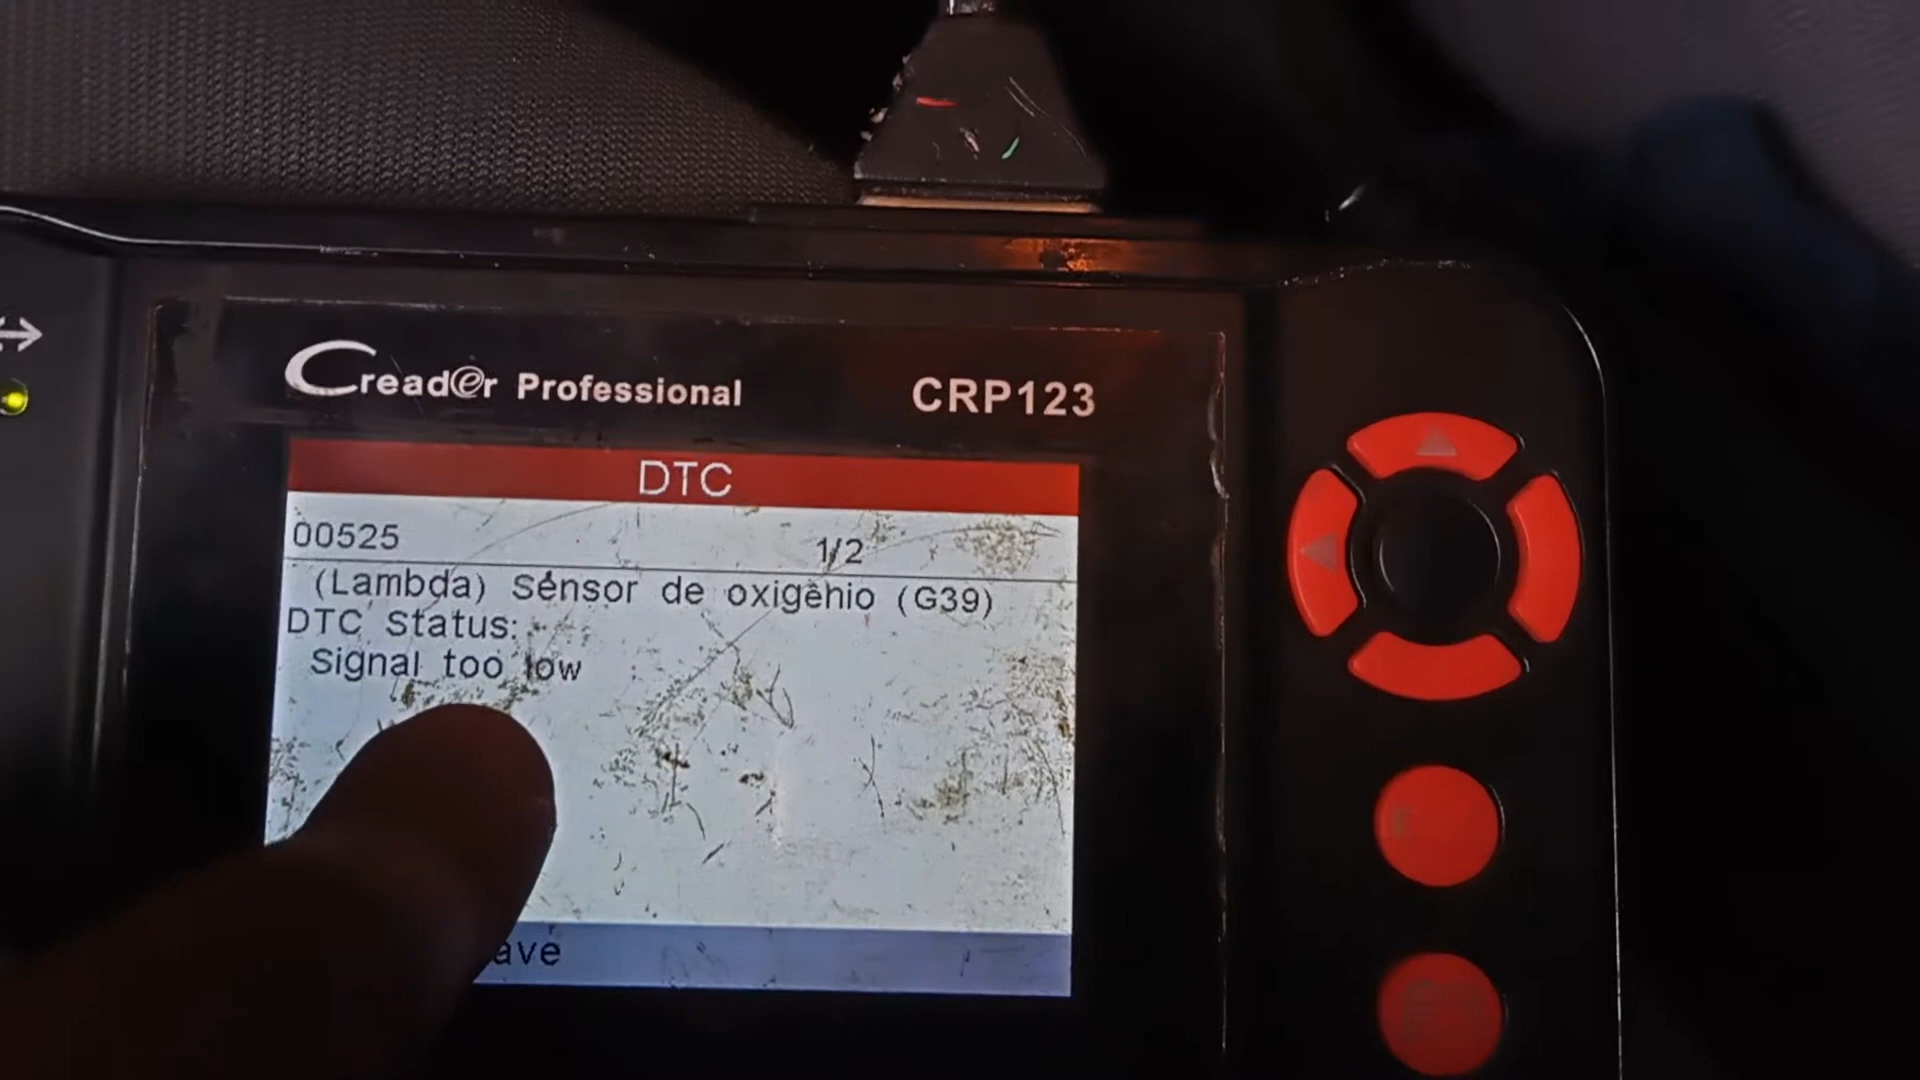 Creader Professional CRP123
DTC
00525 1/2
(Lambda) Sensor de oxigênio (G39)
DTC Status:
Signal too low
ave